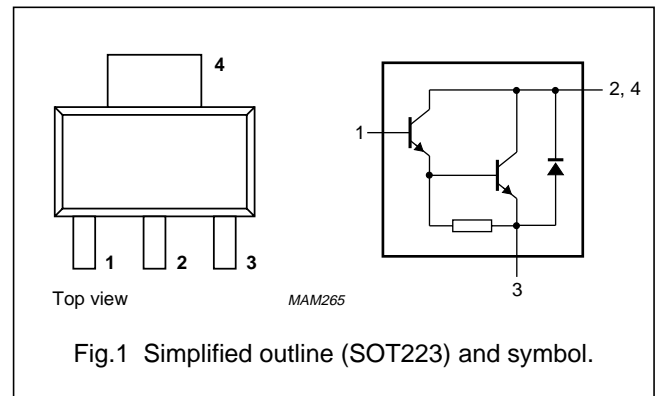 4
1 2 3
Top view
MAM265
1
2, 4
3
Fig.1 Simplified outline (SOT223) and symbol.